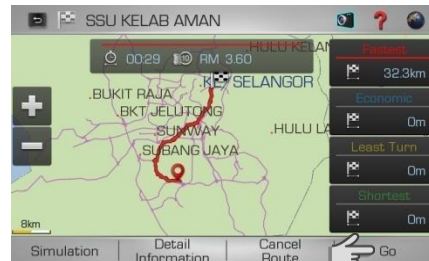 SSU KELAB AMAN
00:29 RM 3.60
HULU KELAN
SELANGOR
.BUKIT RAJA
BKT JELUTONG
SUNWAY
.HULU LA
SUBANG JAYA
8km
Fastest
32.3km
Economic
0m
Least Turn
0m
Shortest
0m
Simulation
Detail
Information
Cancel
Route
Go